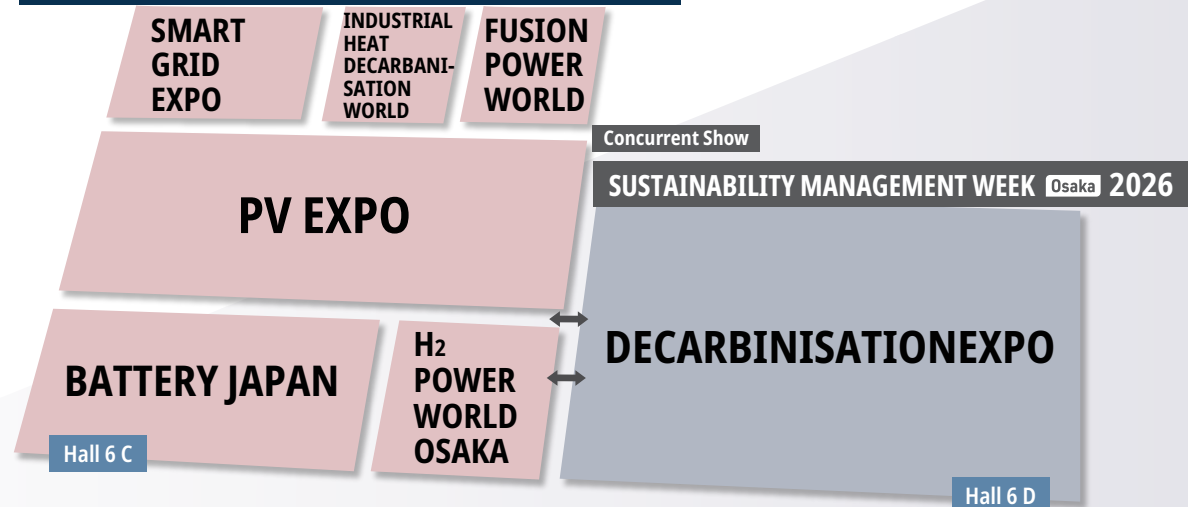 SMART
GRID
EXPO
INDUSTRIAL
HEAT
DECARBANI-
SATION
WORLD
FUSION
POWER
WORLD
Concurrent Show
SUSTAINABILITY MANAGEMENT WEEK Osaka 2026
PV EXPO
DECARBINISATIONEXPO
BATTERY JAPAN
H2
POWER
WORLD
OSAKA
Hall 6 C
Hall 6 D